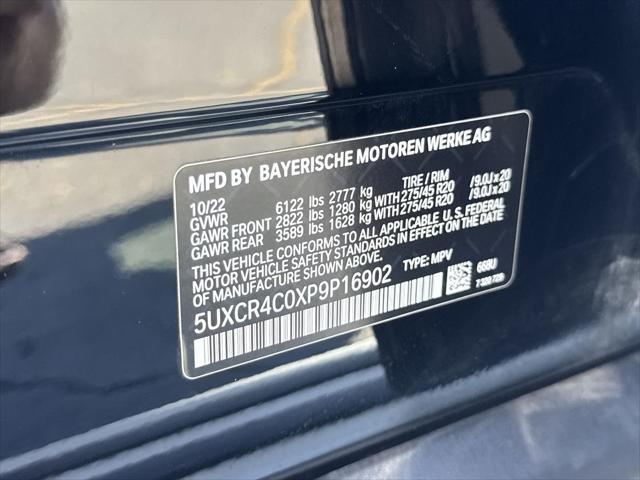 MFD BY BAYERISCHE MOTOREN WERKE AG
10/22 TIRE / RIM
GVWR 6122 lbs 2777 kg
GAWR FRONT 2822 lbs 1280 kg WITH 275/45 R20 /9.0J x 20
GAWR REAR 3589 lbs 1628 kg WITH 275/45 R20 /9.0J x 20
THIS VEHICLE CONFORMS TO ALL APPLICABLE U.S. FEDERAL
MOTOR VEHICLE SAFETY STANDARDS IN EFFECT ON THE DATE
OF MANUFACTURE SHOWN ABOVE.
5UXCR4C0XP9P16902 TYPE: MPV
668U